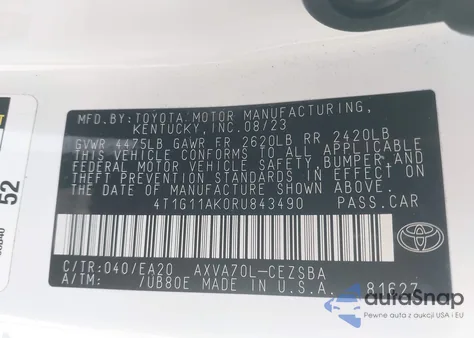 MFD.BY:TOYOTA MOTOR MANUFACTURING,
KENTUCKY,INC.08/23
GVWR 4475LB GAWR FR 2620LB RR 2420LB
THIS VEHICLE CONFORMS TO ALL APPLICABLE
FEDERAL MOTOR VEHICLE SAFETY,BUMPER,AND
THEFT PREVENTION STANDARDS IN EFFECT ON
THE DATE OF MANUFACTURE SHOWN ABOVE.
4T1G11AK0RU843490 PASS.CAR
C/TR:040/EA20 AXVA70L-CEZSBA
A/TM: /UB80E MADE IN U.S.A. 81627
TOYOTA
52
autaSnap
Pewne auta z USA i EU